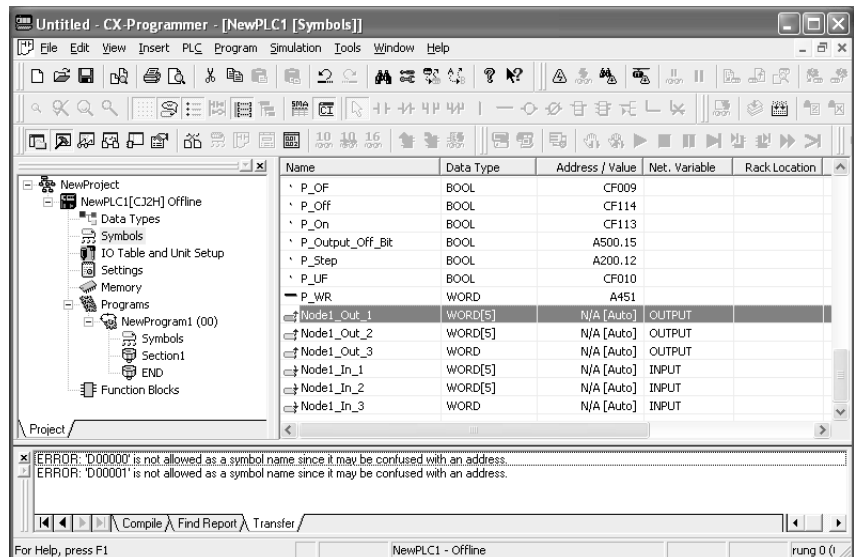 Untitled - CX-Programmer - [NewPLC1 [Symbols]]
File Edit View Insert PLC Program Simulation Tools Window Help
10 10 16
NewProject
NewPLC1[CJ2H] Offline
Data Types
Symbols
IO Table and Unit Setup
Settings
Memory
Programs
NewProgram1 (00)
Symbols
Section1
END
Function Blocks
Project
Name Data Type Address / Value Net. Variable Rack Location
P_OF BOOL CF009
P_Off BOOL CF114
P_On BOOL CF113
P_Output_Off_Bit BOOL A500.15
P_Step BOOL A200.12
P_UF BOOL CF010
P_WR WORD A451
Node1_Out_1 WORD[5] N/A [Auto] OUTPUT
Node1_Out_2 WORD[5] N/A [Auto] OUTPUT
Node1_Out_3 WORD N/A [Auto] OUTPUT
Node1_In_1 WORD[5] N/A [Auto] INPUT
Node1_In_2 WORD[5] N/A [Auto] INPUT
Node1_In_3 WORD N/A [Auto] INPUT
ERROR: 'D00000' is not allowed as a symbol name since it may be confused with an address.
ERROR: 'D00001' is not allowed as a symbol name since it may be confused with an address.
Compile Find Report Transfer
For Help, press F1 NewPLC1 - Offline rung 0 (